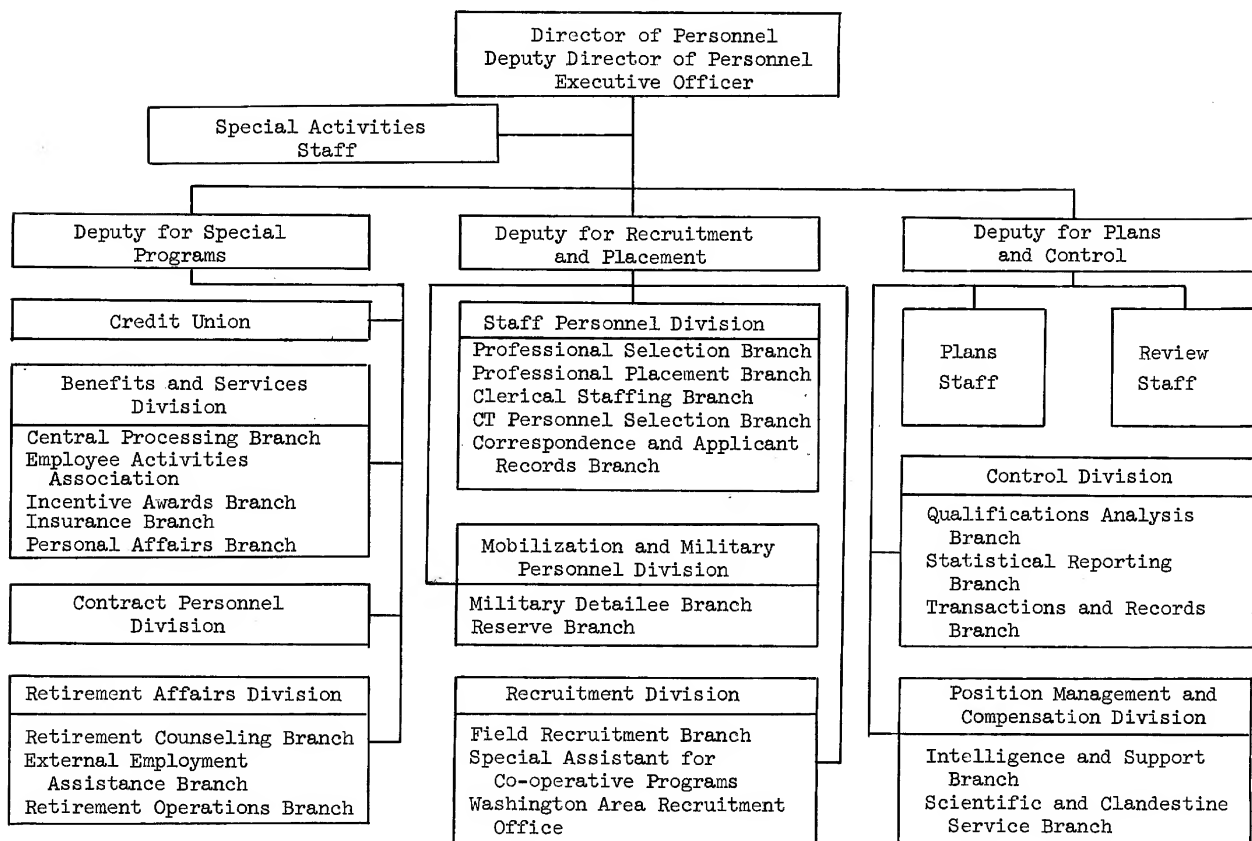 Director of Personnel
Deputy Director of Personnel
Executive Officer
Special Activities
Staff
Deputy for Special
Programs
Credit Union
Benefits and Services
Division
Central Processing Branch
Employee Activities
Association
Incentive Awards Branch
Insurance Branch
Personal Affairs Branch
Contract Personnel
Division
Retirement Affairs Division
Retirement Counseling Branch
External Employment
Assistance Branch
Retirement Operations Branch
Deputy for Recruitment
and Placement
Staff Personnel Division
Professional Selection Branch
Professional Placement Branch
Clerical Staffing Branch
CT Personnel Selection Branch
Correspondence and Applicant
Records Branch
Mobilization and Military
Personnel Division
Military Detailee Branch
Reserve Branch
Recruitment Division
Field Recruitment Branch
Special Assistant for
Co-operative Programs
Washington Area Recruitment
Office
Deputy for Plans
and Control
Plans
Staff
Review
Staff
Control Division
Qualifications Analysis
Branch
Statistical Reporting
Branch
Transactions and Records
Branch
Position Management and
Compensation Division
Intelligence and Support
Branch
Scientific and Clandestine
Service Branch